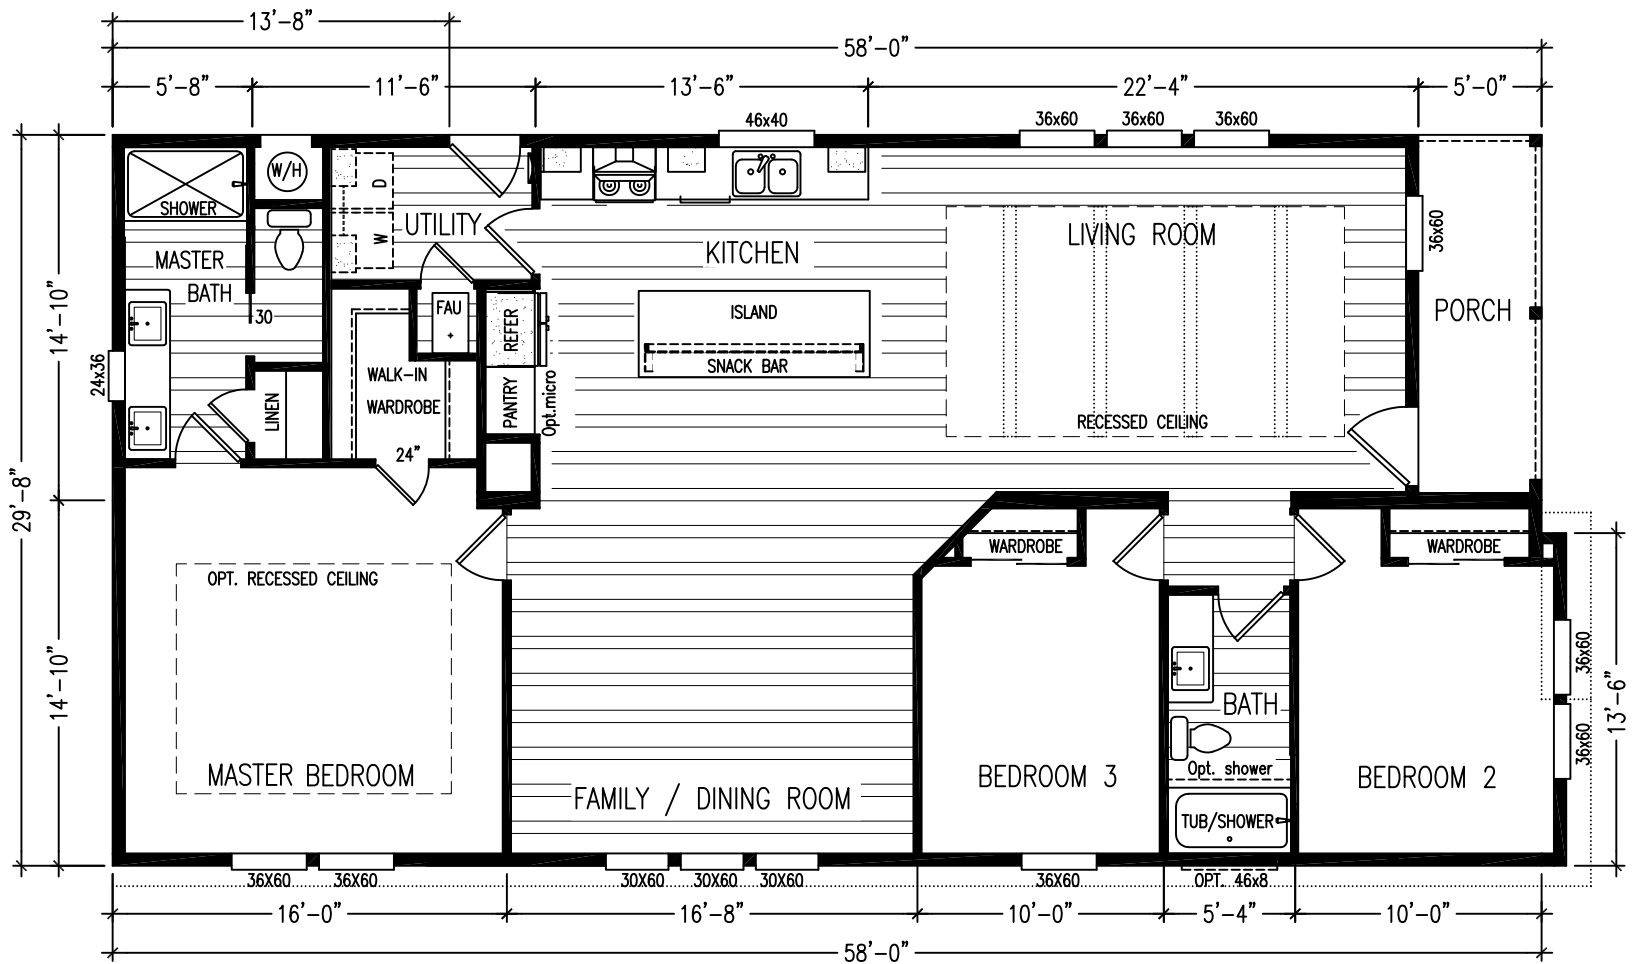 13'-8"
58'-0"
5'-8"
11'-6"
13'-6"
22'-4"
5'-0"
46x40
36x60
36x60
36x60
W/H
D
SHOWER
W
UTILITY
KITCHEN
LIVING ROOM
36x60
MASTER
BATH
30
FAU
REFER
ISLAND
PORCH
SNACK BAR
14'-10"
29'-8"
24x36
WALK-IN
WARDROBE
LINEN
PANTRY
Opt.micro
RECESSED CEILING
24"
WARDROBE
WARDROBE
OPT. RECESSED CEILING
14'-10"
36x60
36x60
13'-6"
BATH
MASTER BEDROOM
FAMILY / DINING ROOM
BEDROOM 3
Opt. shower
BEDROOM 2
TUB/SHOWER
36X60
36X60
30X60
30X60
30X60
36X60
OPT. 46x8
16'-0"
16'-8"
10'-0"
5'-4"
10'-0"
58'-0"